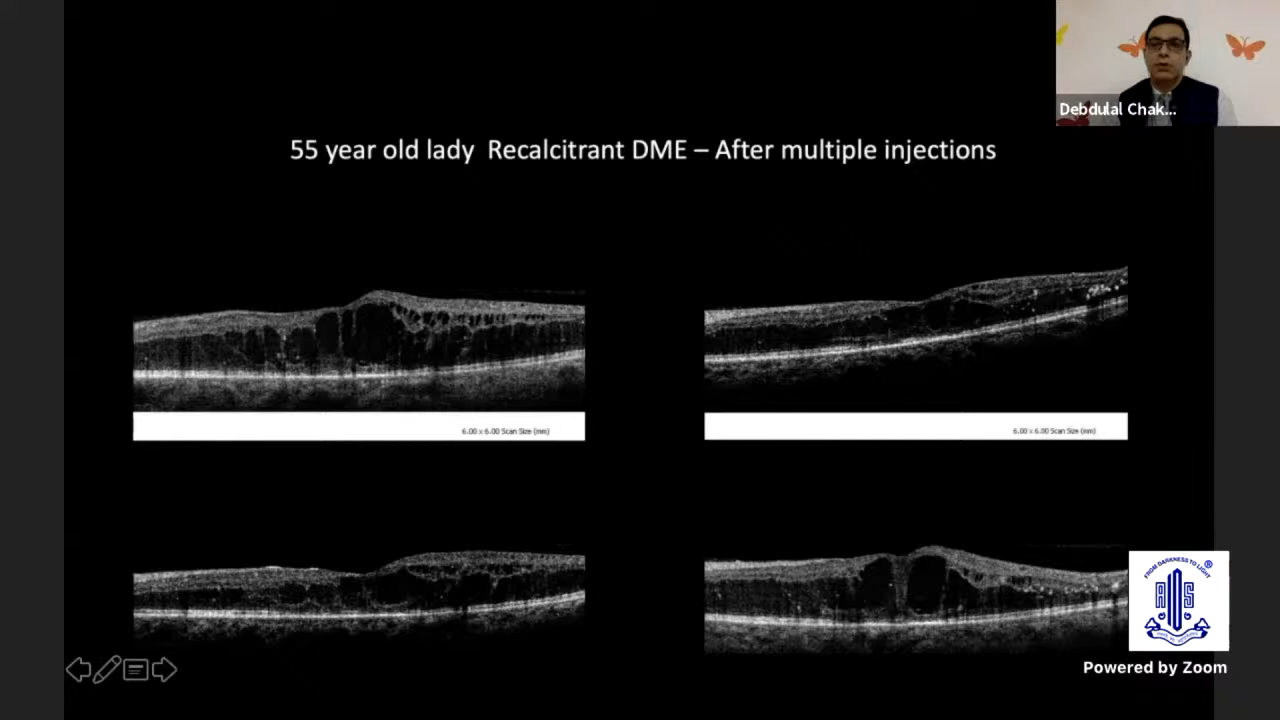 Debdulal Chak...
55 year old lady Recalcitrant DME – After multiple injections
6.00 x 6.00 Scan Size (mm)
6.00 x 6.00 Scan Size (mm)
FROM DARKNESS TO LIGHT
®
AIOS
Powered by Zoom